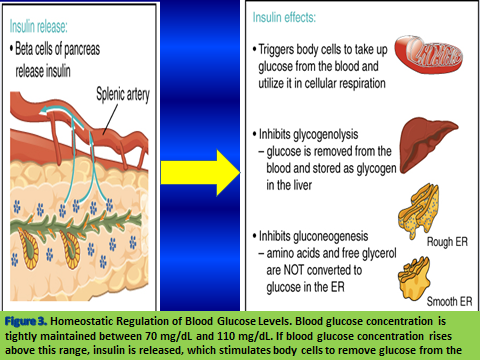 Insulin release:
• Beta cells of pancreas
release insulin
Splenic artery
Insulin effects:
• Triggers body cells to take up
glucose from the blood and
utilize it in cellular respiration
• Inhibits glycogenolysis
– glucose is removed from the
blood and stored as glycogen
in the liver
• Inhibits gluconeogenesis
– amino acids and free glycerol
are NOT converted to
glucose in the ER
Rough ER
Smooth ER
Figure 3. Homeostatic Regulation of Blood Glucose Levels. Blood glucose concentration is
tightly maintained between 70 mg/dL and 110 mg/dL. If blood glucose concentration rises
above this range, insulin is released, which stimulates body cells to remove glucose from the